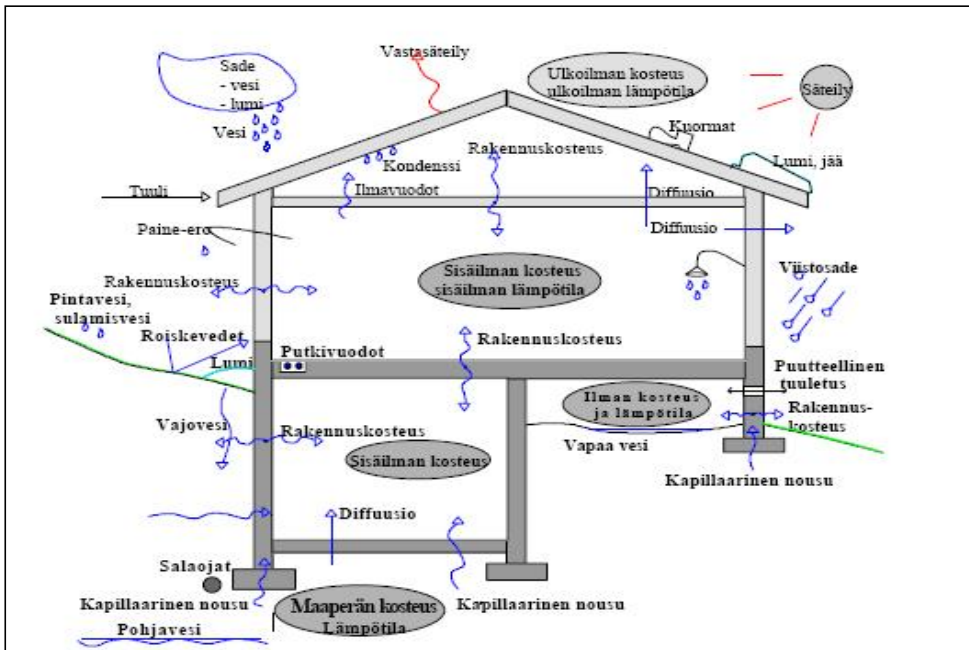 Vastasäteily
Sade
- vesi
- lumi
Vesi
Ulkoilman kosteus
ulkoilman lämpötila
Säteily
Kuormat
Rakennuskosteus
Kondenssi
Lumi, jää
Tuuli
Ilmavuodot
Diffuusio
Diffuusio
Paine-ero
Sisäilman kosteus
sisäilman lämpötila
Viistosade
Rakennuskosteus
Pintavesi,
sulamisvesi
Roiskevedet
Putkivuodot
Rakennuskosteus
Lumi
Puutteellinen
tuuletus
Ilman kosteus
ja lämpötila
Rakennus-
kosteus
Vajovesi
Rakennuskosteus
Vapaa vesi
Sisäilman kosteus
Kapillaarinen nousu
Diffuusio
Salaojat
Kapillaarinen nousu
Maaperän kosteus
Lämpötila
Kapillaarinen nousu
Pohjavesi